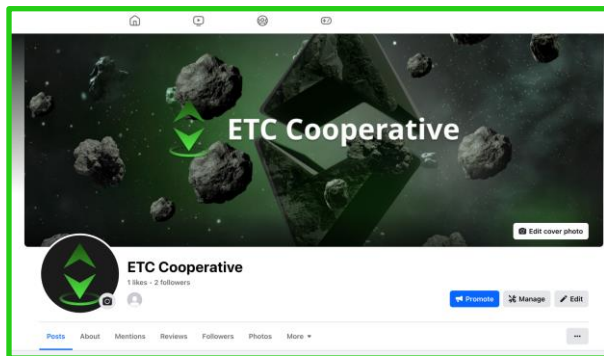 ETC Cooperative
Edit cover photo
ETC Cooperative
1 likes • 2 followers
Promote Manage Edit
Posts About Mentions Reviews Followers Photos More